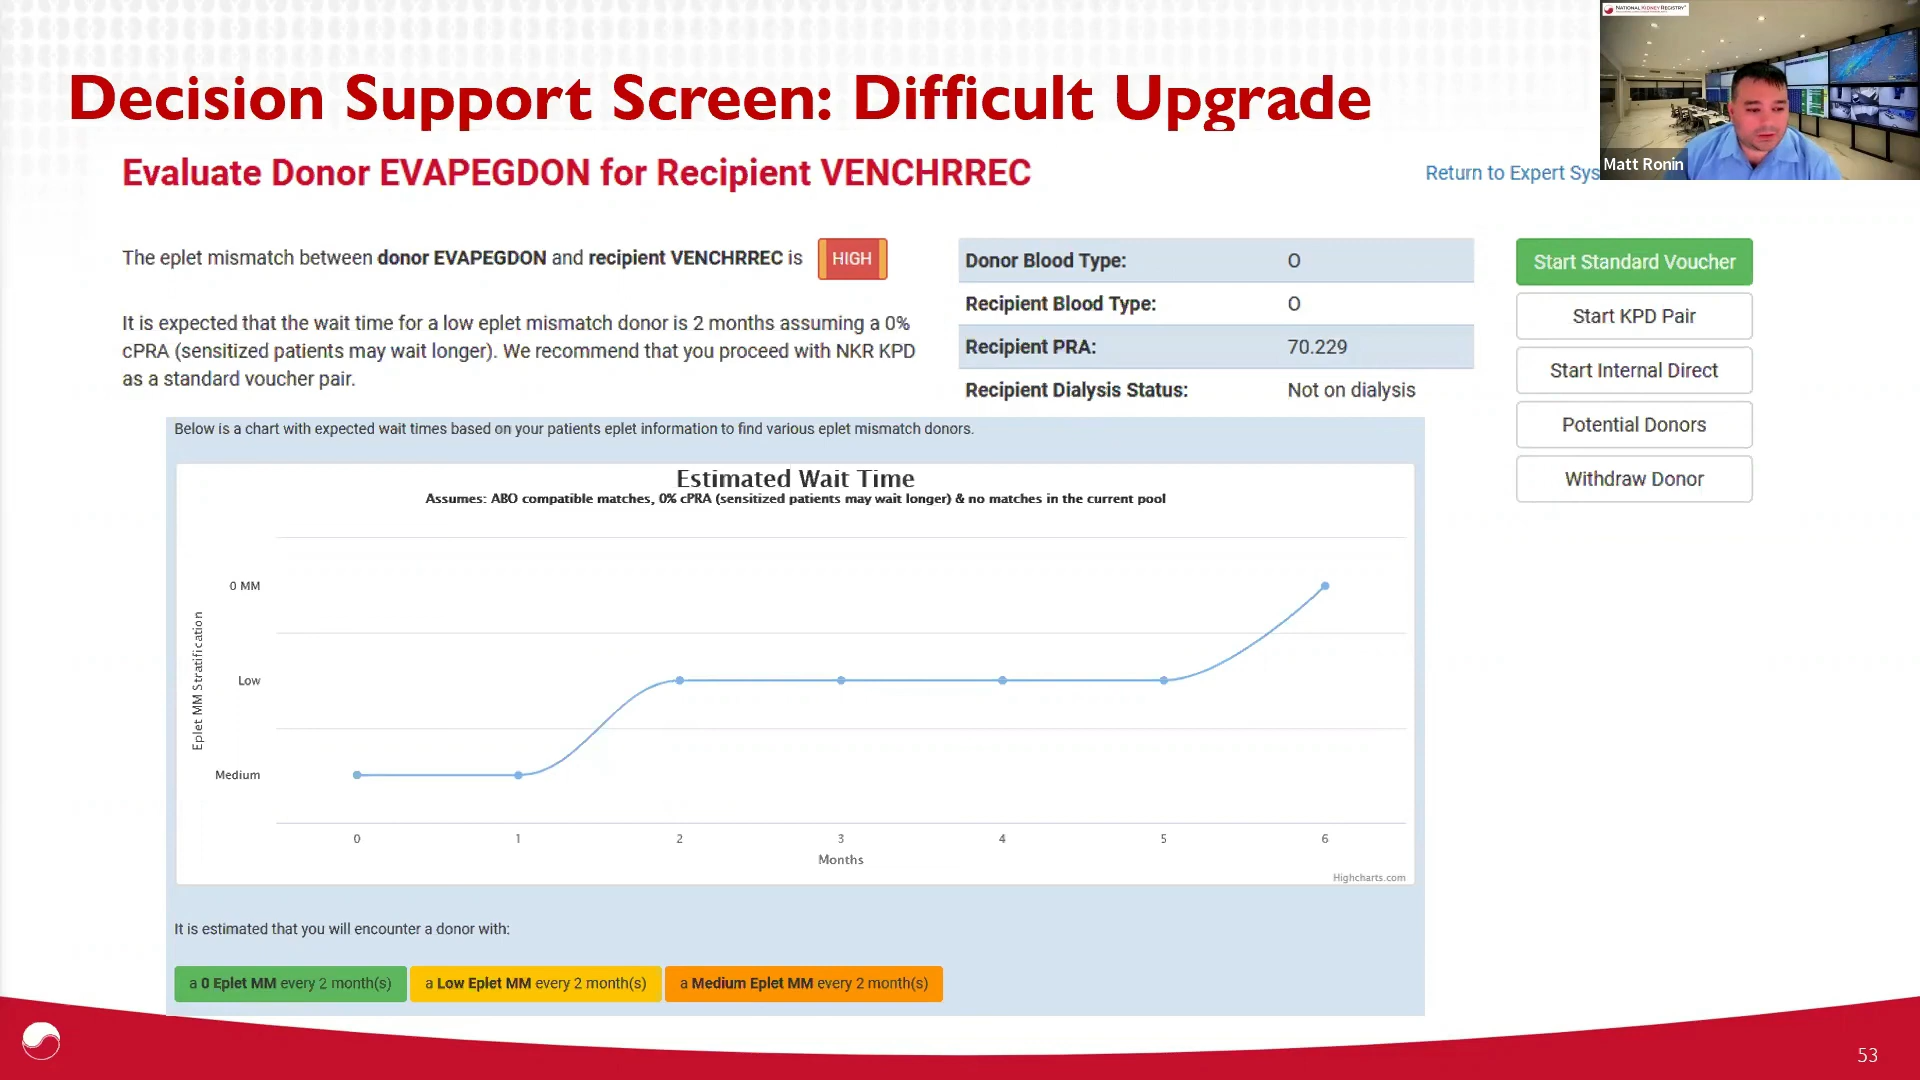 NATIONAL KIDNEY REGISTRY
Decision Support Screen: Difficult Upgrade
Evaluate Donor EVAPEGDON for Recipient VENCHRREC
Return to Expert Sys
Matt Ronin
The eplet mismatch between donor EVAPEGDON and recipient VENCHRREC is HIGH
It is expected that the wait time for a low eplet mismatch donor is 2 months assuming a 0%
cPRA (sensitized patients may wait longer). We recommend that you proceed with NKR KPD
as a standard voucher pair.
Donor Blood Type: O
Recipient Blood Type: O
Recipient PRA: 70.229
Recipient Dialysis Status: Not on dialysis
Start Standard Voucher
Start KPD Pair
Start Internal Direct
Potential Donors
Withdraw Donor
Below is a chart with expected wait times based on your patients eplet information to find various eplet mismatch donors.
Estimated Wait Time
Assumes: ABO compatible matches, 0% cPRA (sensitized patients may wait longer) & no matches in the current pool
Eplet MM Stratification
0 MM
Low
Medium
0 1 2 3 4 5 6
Months
Highcharts.com
It is estimated that you will encounter a donor with:
a 0 Eplet MM every 2 month(s)
a Low Eplet MM every 2 month(s)
a Medium Eplet MM every 2 month(s)
53